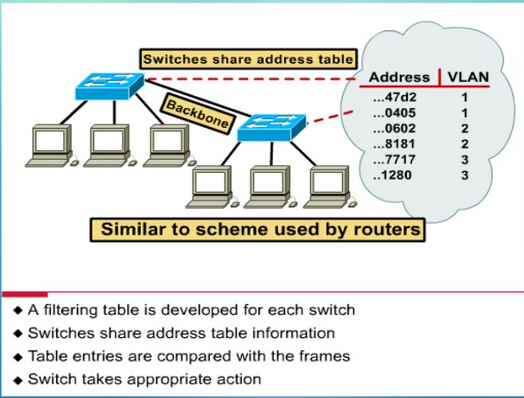 Switches share address table
Backbone
Address VLAN
...47d2 1
...0405 1
...0602 2
...8181 2
...7717 3
..1280 3
Similar to scheme used by routers
◆ A filtering table is developed for each switch
◆ Switches share address table information
◆ Table entries are compared with the frames
◆ Switch takes appropriate action